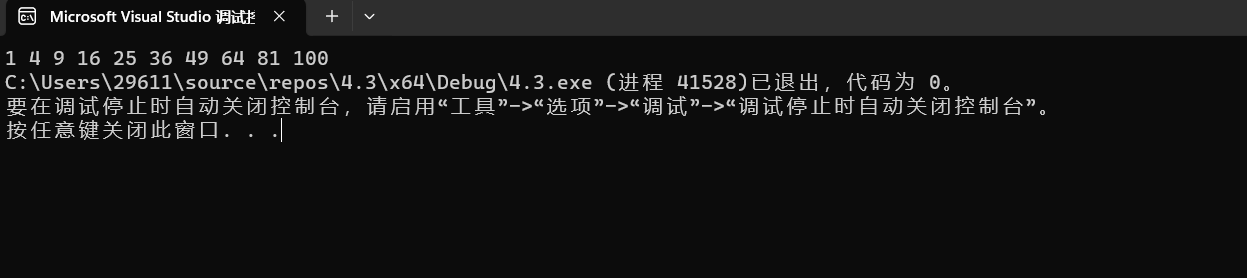 Microsoft Visual Studio 调试控
1 4 9 16 25 36 49 64 81 100
C:\Users\29611\source\repos\4.3\x64\Debug\4.3.exe (进程 41528)已退出，代码为 0。
要在调试停止时自动关闭控制台，请启用“工具”->“选项”->“调试”->“调试停止时自动关闭控制台”。
按任意键关闭此窗口. . .